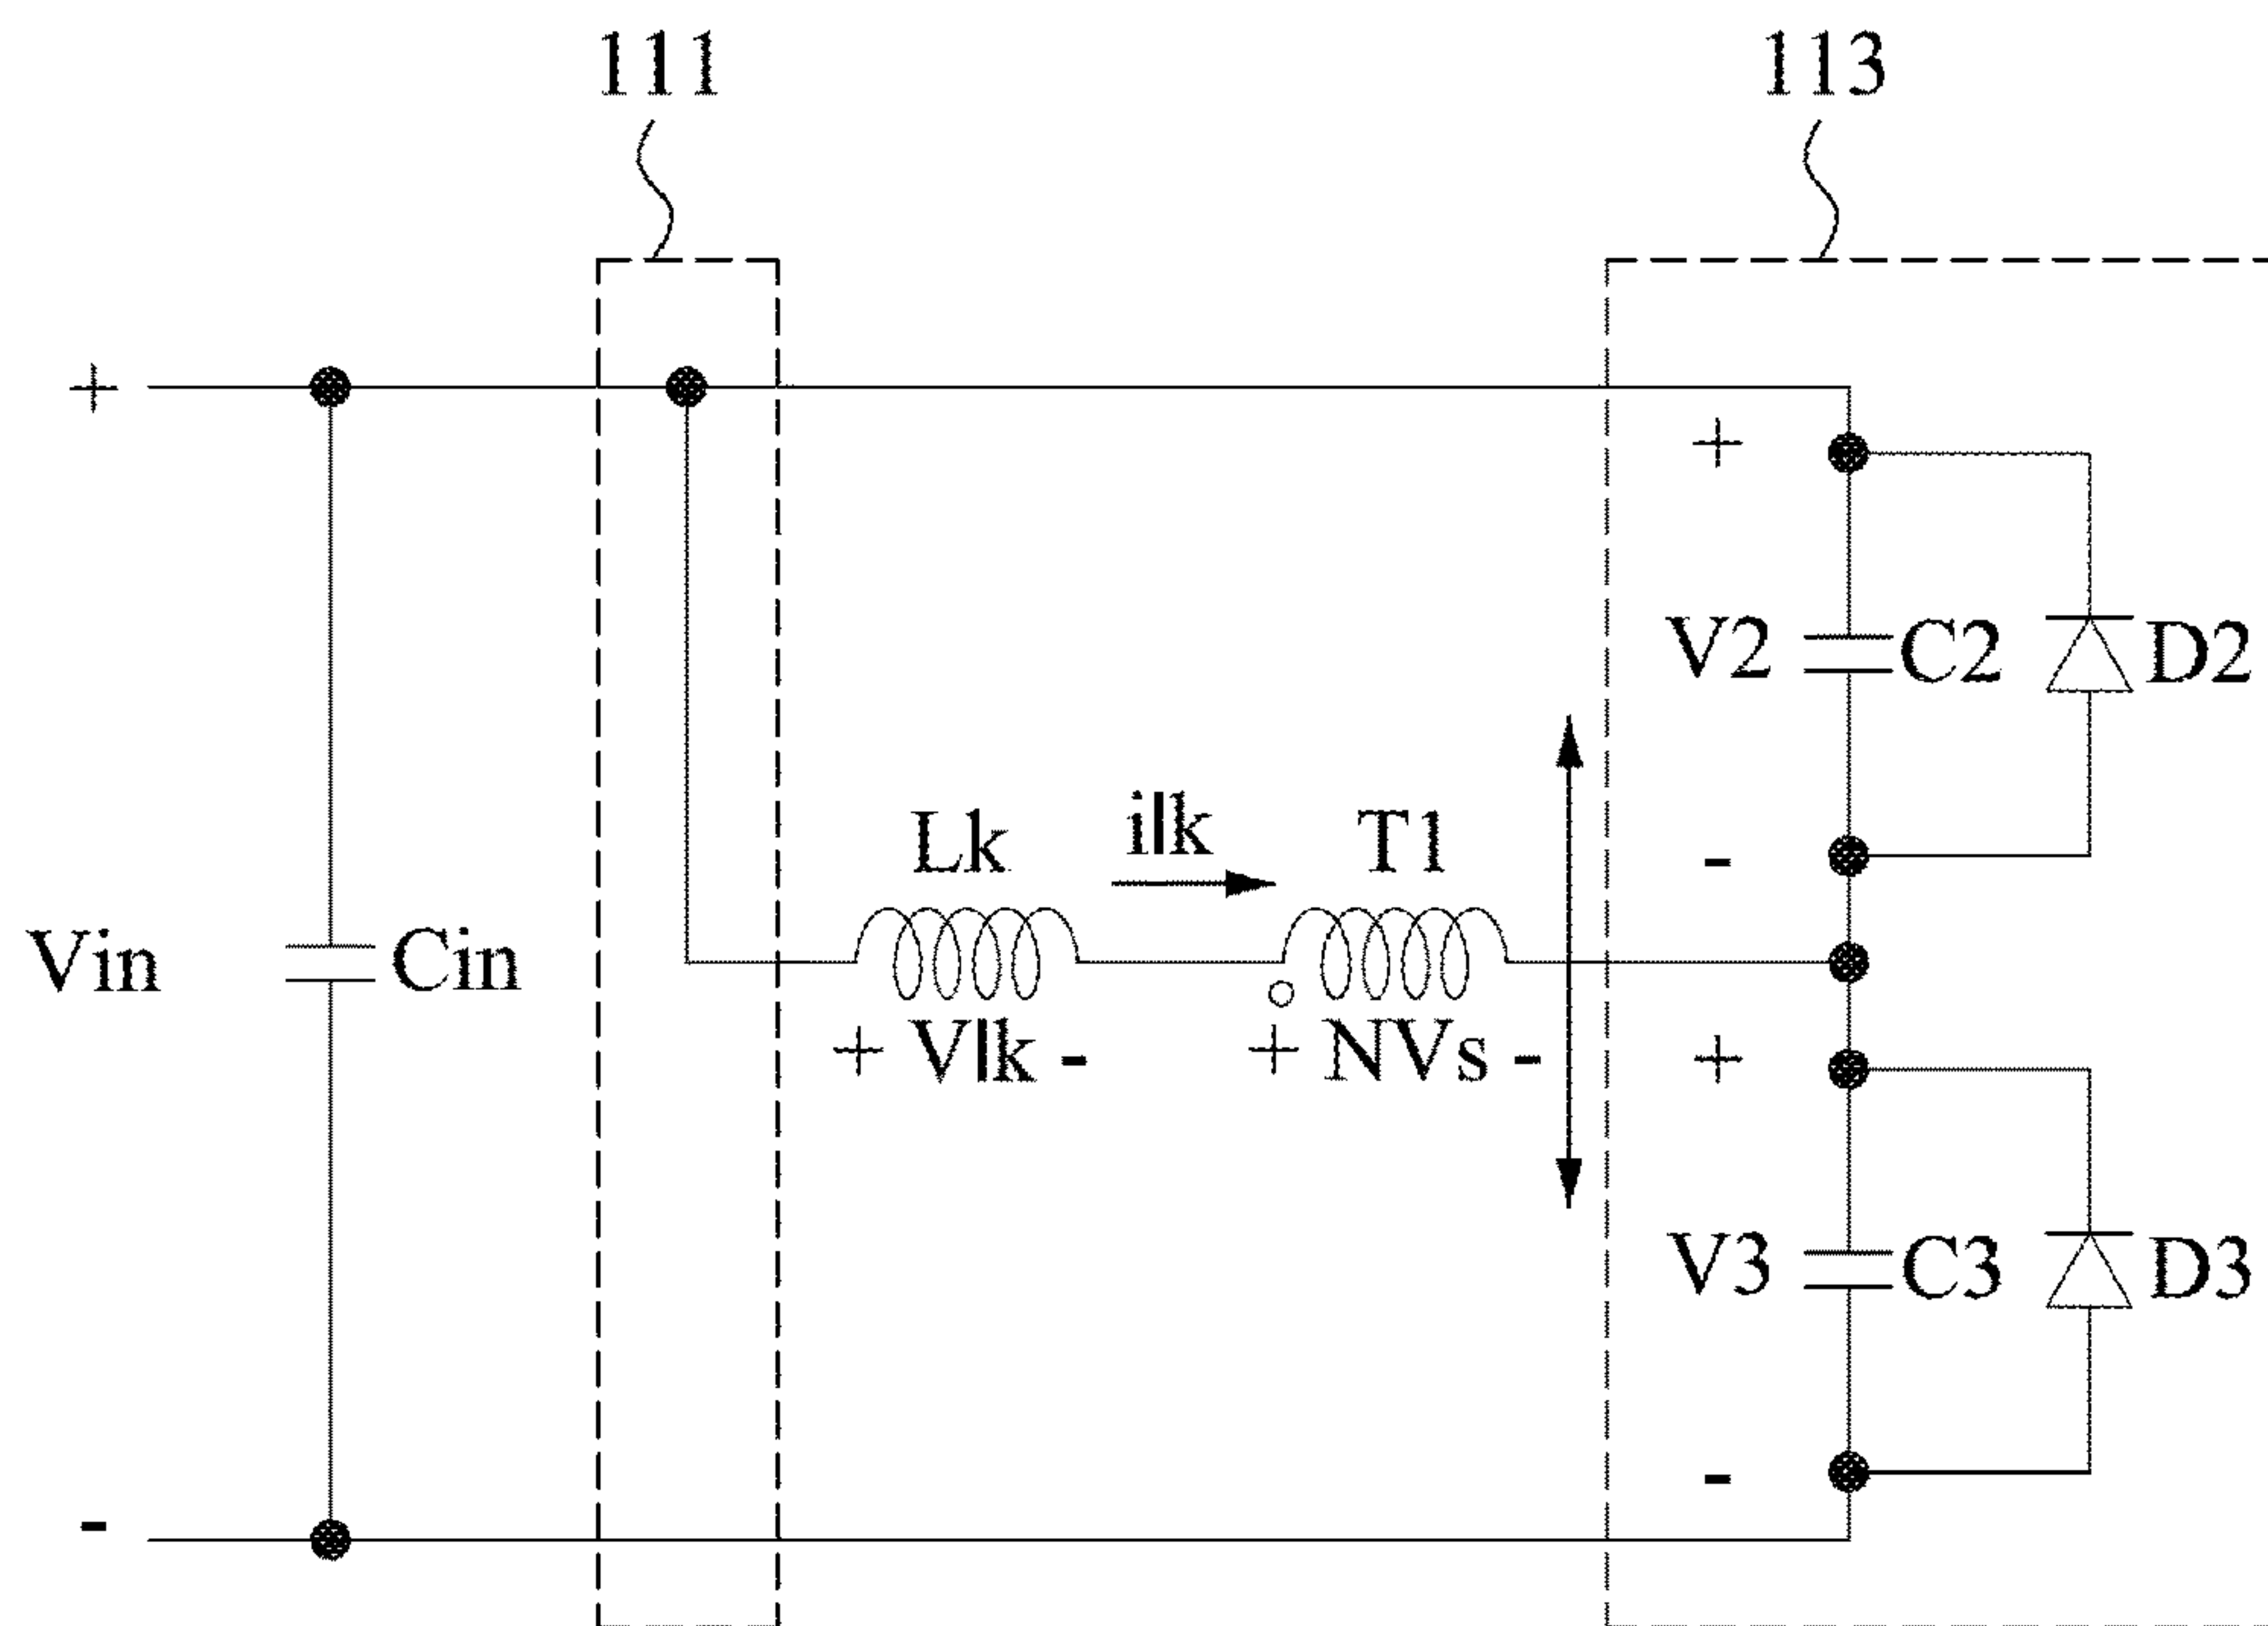 111
113
+
+
V2
C2
D2
Lk
ilk
T1
-
Vin
Cin
+ Vlk -
+ NVs -
+
V3
C3
D3
-
-